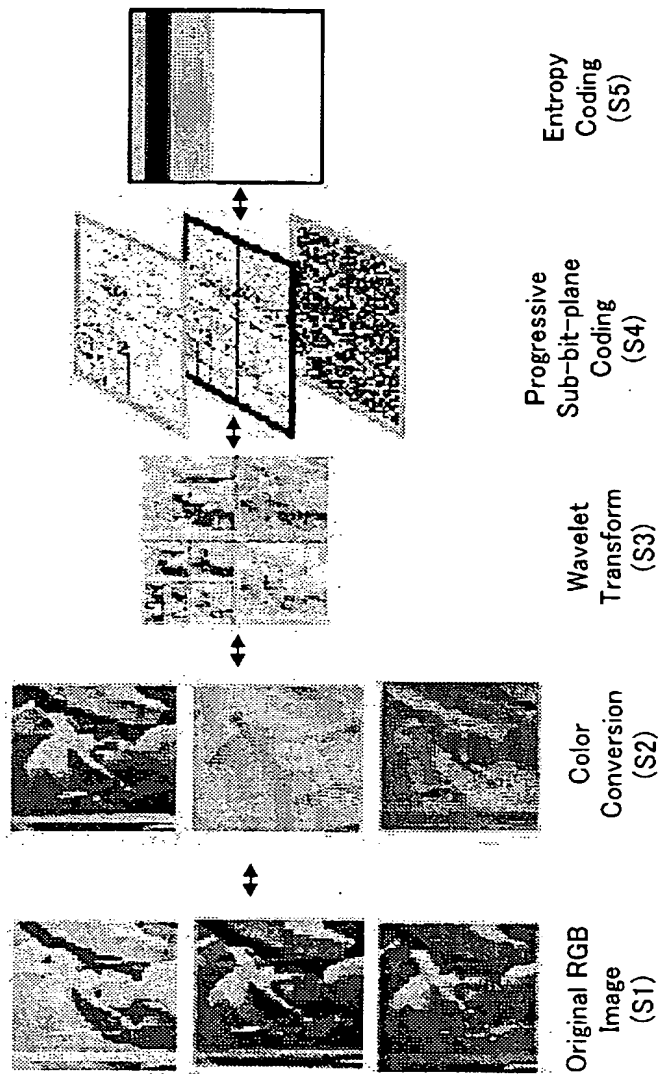 Original RGB
Image
(S1)
Color
Conversion
(S2)
Wavelet
Transform
(S3)
Progressive
Sub-bit-plane
Coding
(S4)
Entropy
Coding
(S5)